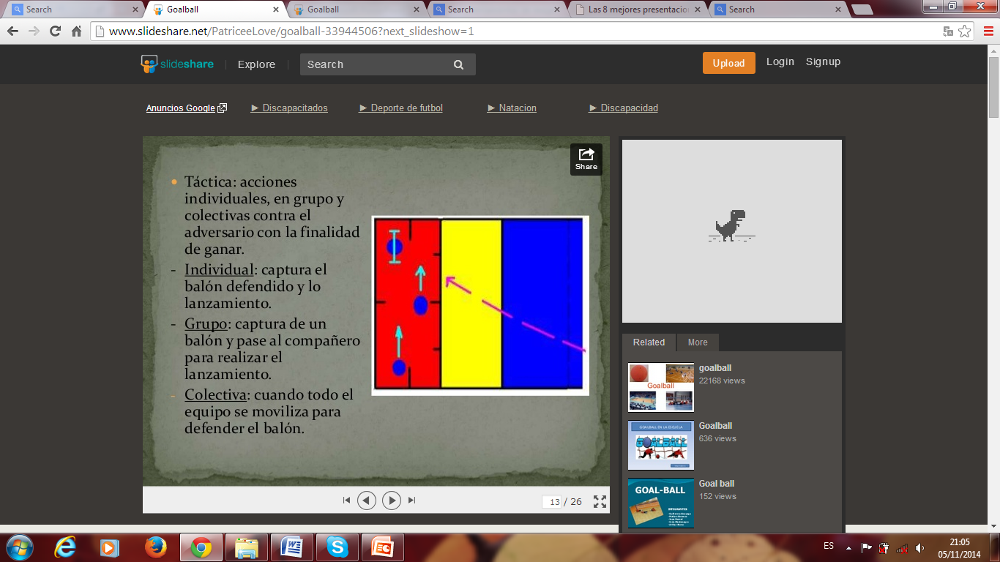 Search
Goalball
Goalball
Search
Las 8 mejores presentacion
Search
www.slideshare.net/PatriceeLove/goalball-33944506?next_slideshow=1
slideshare
Explore
Search
Upload
Login
Signup
Anuncios Google
► Discapacitados
► Deporte de futbol
► Natacion
► Discapacidad
Share
• Táctica: acciones
individuales, en grupo y
colectivas contra el
adversario con la finalidad
de ganar.
- Individual: captura el
balón defendido y lo
lanzamiento.
- Grupo: captura de un
balón y pase al compañero
para realizar el
lanzamiento.
- Colectiva: cuando todo el
equipo se moviliza para
defender el balón.
13 / 26
Related
More
Goalball
goalball
22168 views
GOALBALL EN LA ESCUELA
GOALBALL
Goalball
636 views
GOAL-BALL
INTEGRANTES
Goal ball
152 views
ES
21:05
05/11/2014